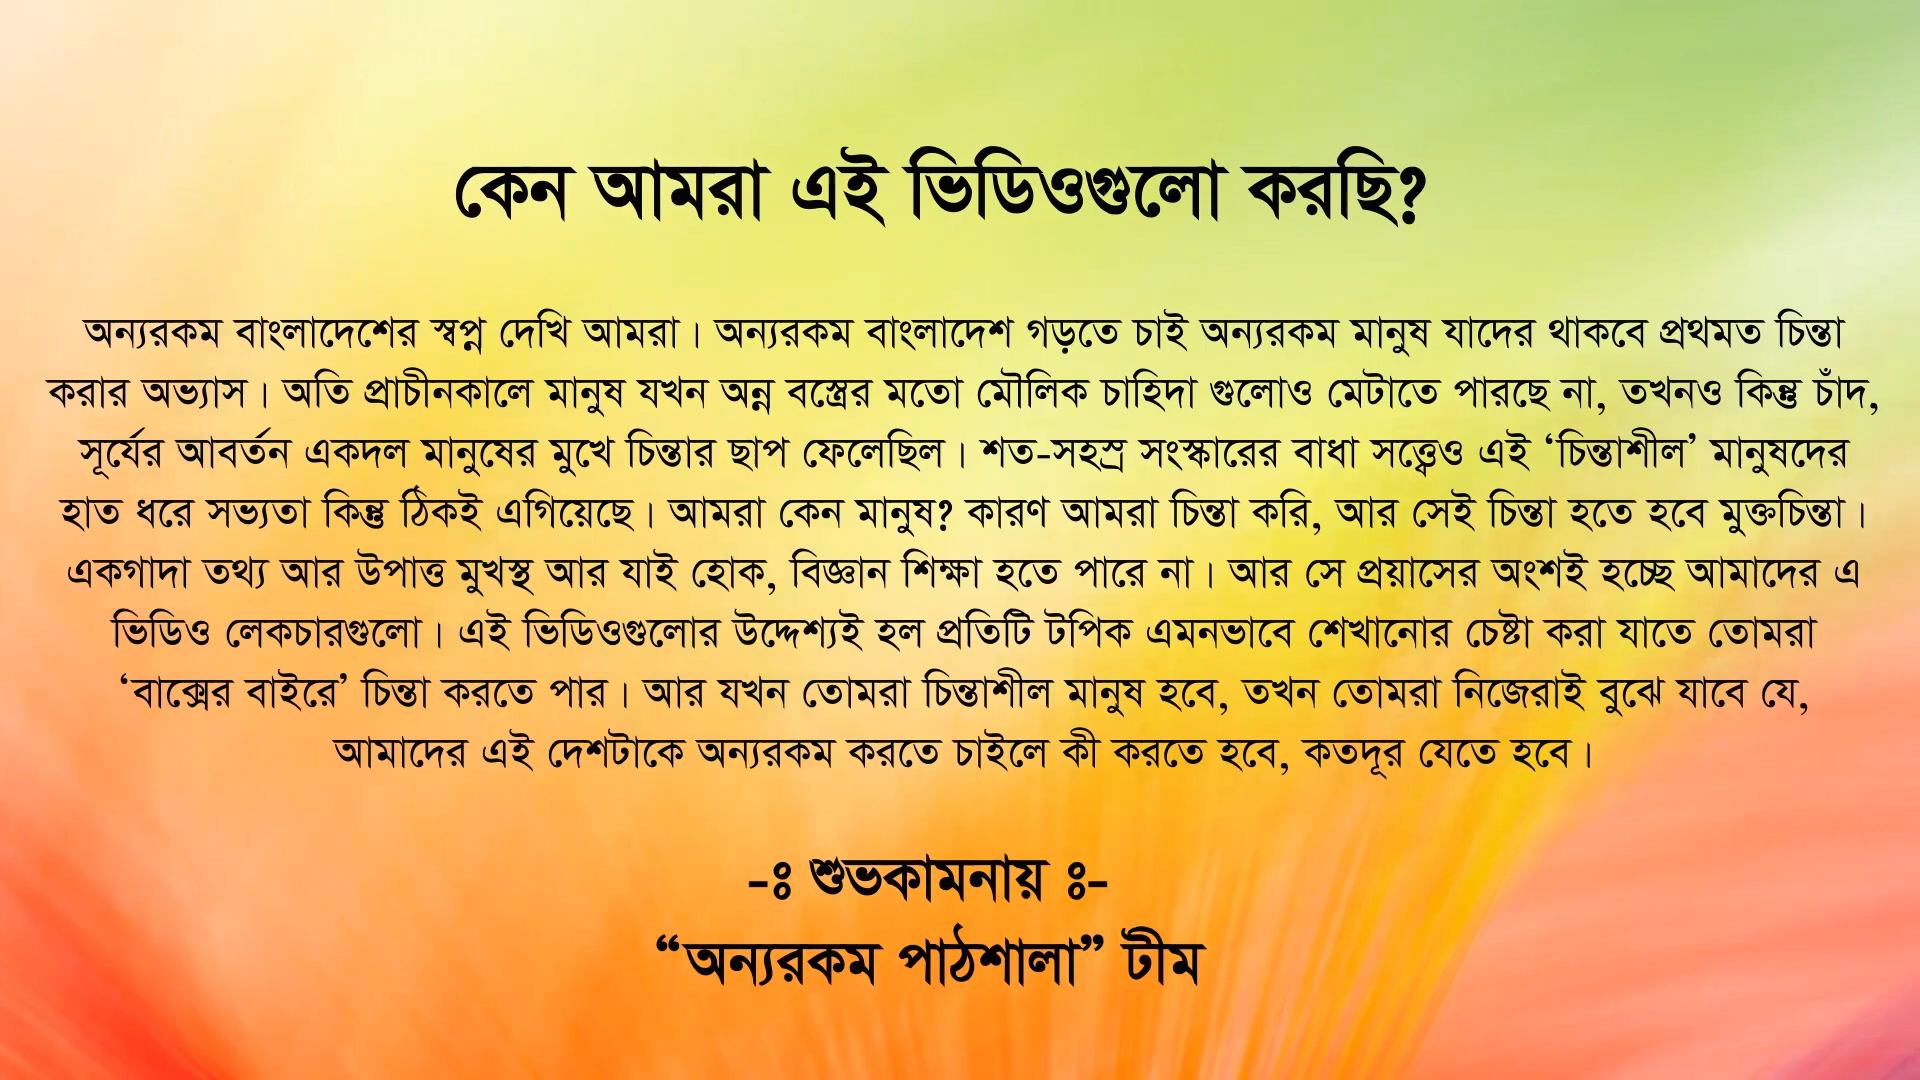 কেন আমরা এই ভিডিওগুলো করছি?
অন্যরকম বাংলাদেশের স্বপ্ন দেখি আমরা। অন্যরকম বাংলাদেশ গড়তে চাই অন্যরকম মানুষ যাদের থাকবে প্রথমত চিন্তা
করার অভ্যাস। অতি প্রাচীনকালে মানুষ যখন অন্ন বস্ত্রের মতো মৌলিক চাহিদা গুলোও মেটাতে পারছে না, তখনও কিন্তু চাঁদ,
সূর্যের আবর্তন একদল মানুষের মুখে চিন্তার ছাপ ফেলেছিল। শত-সহস্র সংস্কারের বাধা সত্ত্বেও এই ‘চিন্তাশীল’ মানুষদের
হাত ধরে সভ্যতা কিন্তু ঠিকই এগিয়েছে। আমরা কেন মানুষ? কারণ আমরা চিন্তা করি, আর সেই চিন্তা হতে হবে মুক্তচিন্তা।
একগাদা তথ্য আর উপাত্ত মুখস্থ আর যাই হোক, বিজ্ঞান শিক্ষা হতে পারে না। আর সে প্রয়াসের অংশই হচ্ছে আমাদের এ
ভিডিও লেকচারগুলো। এই ভিডিওগুলোর উদ্দেশ্যই হল প্রতিটি টপিক এমনভাবে শেখানোর চেষ্টা করা যাতে তোমরা
‘বাক্সের বাইরে’ চিন্তা করতে পার। আর যখন তোমরা চিন্তাশীল মানুষ হবে, তখন তোমরা নিজেরাই বুঝে যাবে যে,
আমাদের এই দেশটাকে অন্যরকম করতে চাইলে কী করতে হবে, কতদূর যেতে হবে।
-ঃ শুভকামনায় ঃ-
“অন্যরকম পাঠশালা” টীম